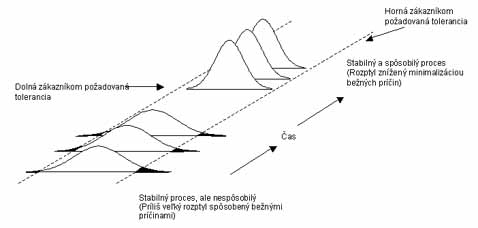 Horná zákazníkom
požadovaná tolerancia
Stabilný a spôsobilý proces
(Rozptyl znížený minimalizáciou
bežných príčin)
Dolná zákazníkom požadovaná
tolerancia
Čas
Stabilný proces, ale nespôsobilý
(Príliš veľký rozptyl spôsobený bežnými
príčinami)